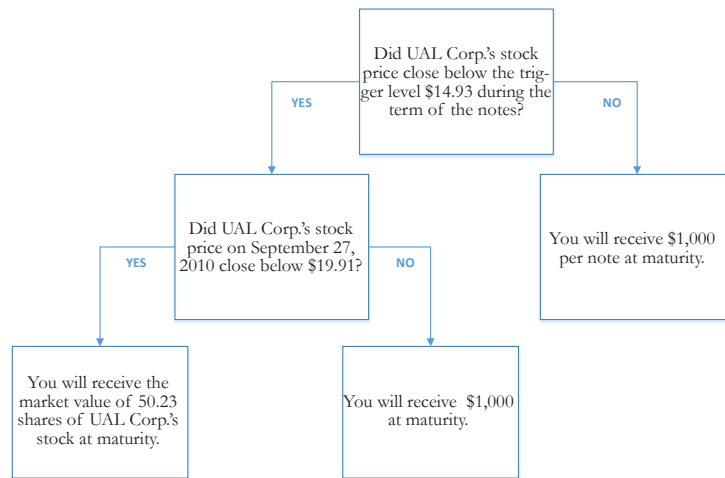 Did UAL Corp.'s stock
price close below the trig-
ger level $14.93 during the
term of the notes?
YES
NO
Did UAL Corp.'s stock
price on September 27,
2010 close below $19.91?
You will receive $1,000
per note at maturity.
YES
NO
You will receive the
market value of 50.23
shares of UAL Corp.'s
stock at maturity.
You will receive $1,000
at maturity.